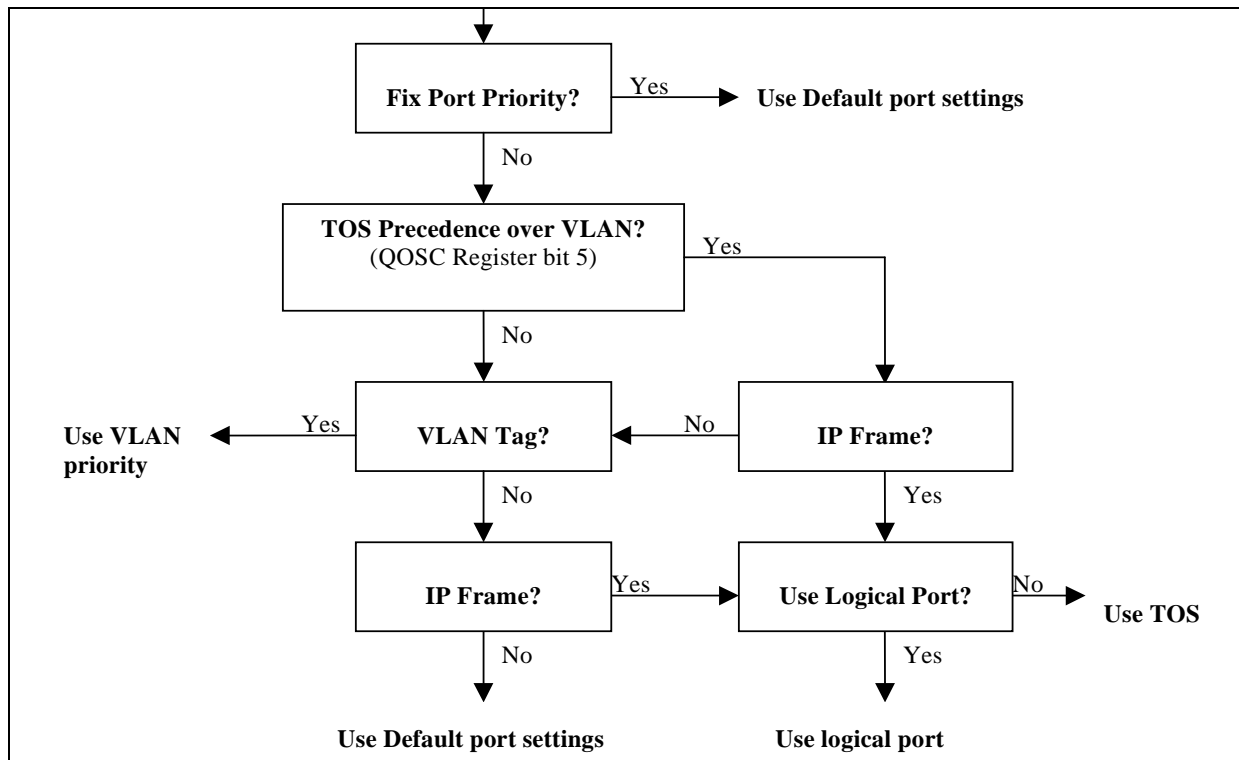 Fix Port Priority?
Yes
Use Default port settings
No
TOS Precedence over VLAN?
(QOSC Register bit 5)
Yes
No
Use VLAN
priority
Yes
VLAN Tag?
No
IP Frame?
No
Yes
IP Frame?
Yes
Use Logical Port?
No
Use TOS
No
Yes
Use Default port settings
Use logical port